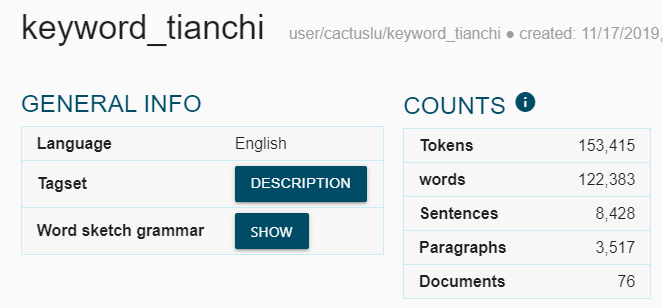 keyword_tianchi user/cactuslu/keyword_tianchi ● created: 11/17/2019,
GENERAL INFO
Language English
Tagset DESCRIPTION
Word sketch grammar SHOW
COUNTS i
Tokens 153,415
words 122,383
Sentences 8,428
Paragraphs 3,517
Documents 76